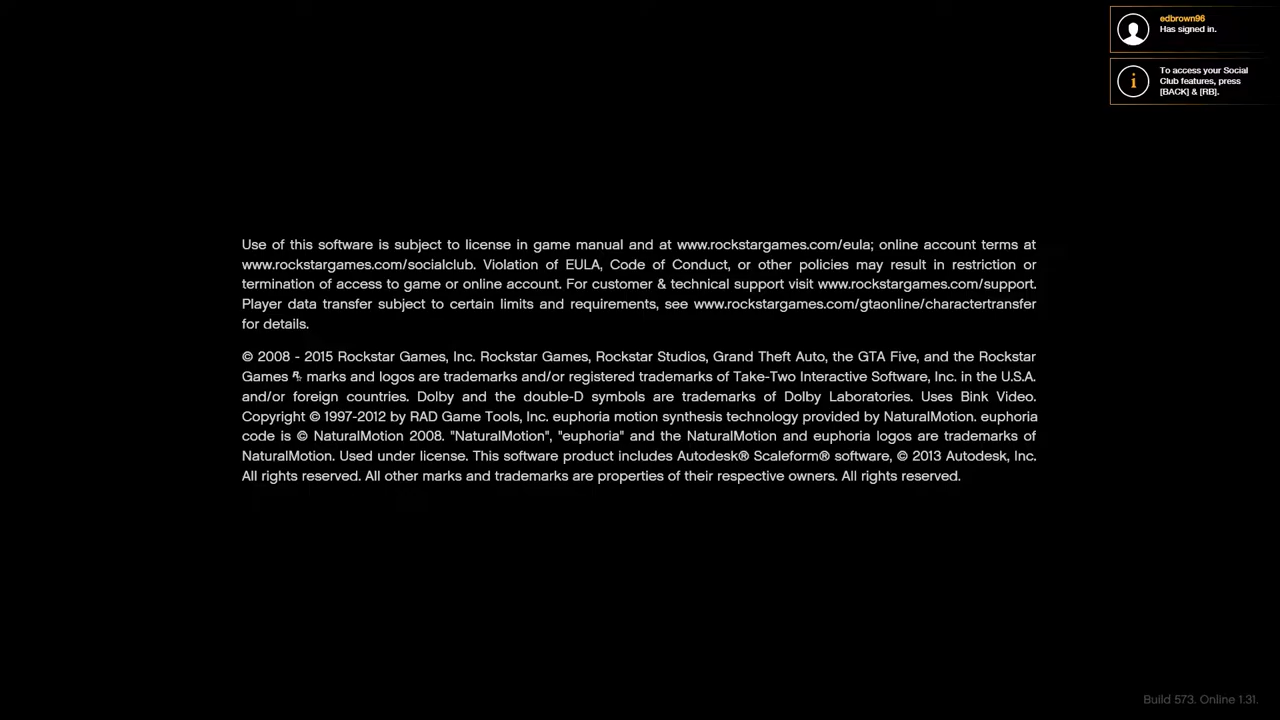 edbrown96
Has signed in.
To access your Social
Club features, press
[BACK] & [RB].
Use of this software is subject to license in game manual and at www.rockstargames.com/eula; online account terms at
www.rockstargames.com/socialclub. Violation of EULA, Code of Conduct, or other policies may result in restriction or
termination of access to game or online account. For customer & technical support visit www.rockstargames.com/support.
Player data transfer subject to certain limits and requirements, see www.rockstargames.com/gtaonline/charactertransfer
for details.
© 2008 - 2015 Rockstar Games, Inc. Rockstar Games, Rockstar Studios, Grand Theft Auto, the GTA Five, and the Rockstar
Games R* marks and logos are trademarks and/or registered trademarks of Take-Two Interactive Software, Inc. in the U.S.A.
and/or foreign countries. Dolby and the double-D symbols are trademarks of Dolby Laboratories. Uses Bink Video.
Copyright © 1997-2012 by RAD Game Tools, Inc. euphoria motion synthesis technology provided by NaturalMotion. euphoria
code is © NaturalMotion 2008. "NaturalMotion", "euphoria" and the NaturalMotion and euphoria logos are trademarks of
NaturalMotion. Used under license. This software product includes Autodesk® Scaleform® software, © 2013 Autodesk, Inc.
All rights reserved. All other marks and trademarks are properties of their respective owners. All rights reserved.
Build 573. Online 1.31.